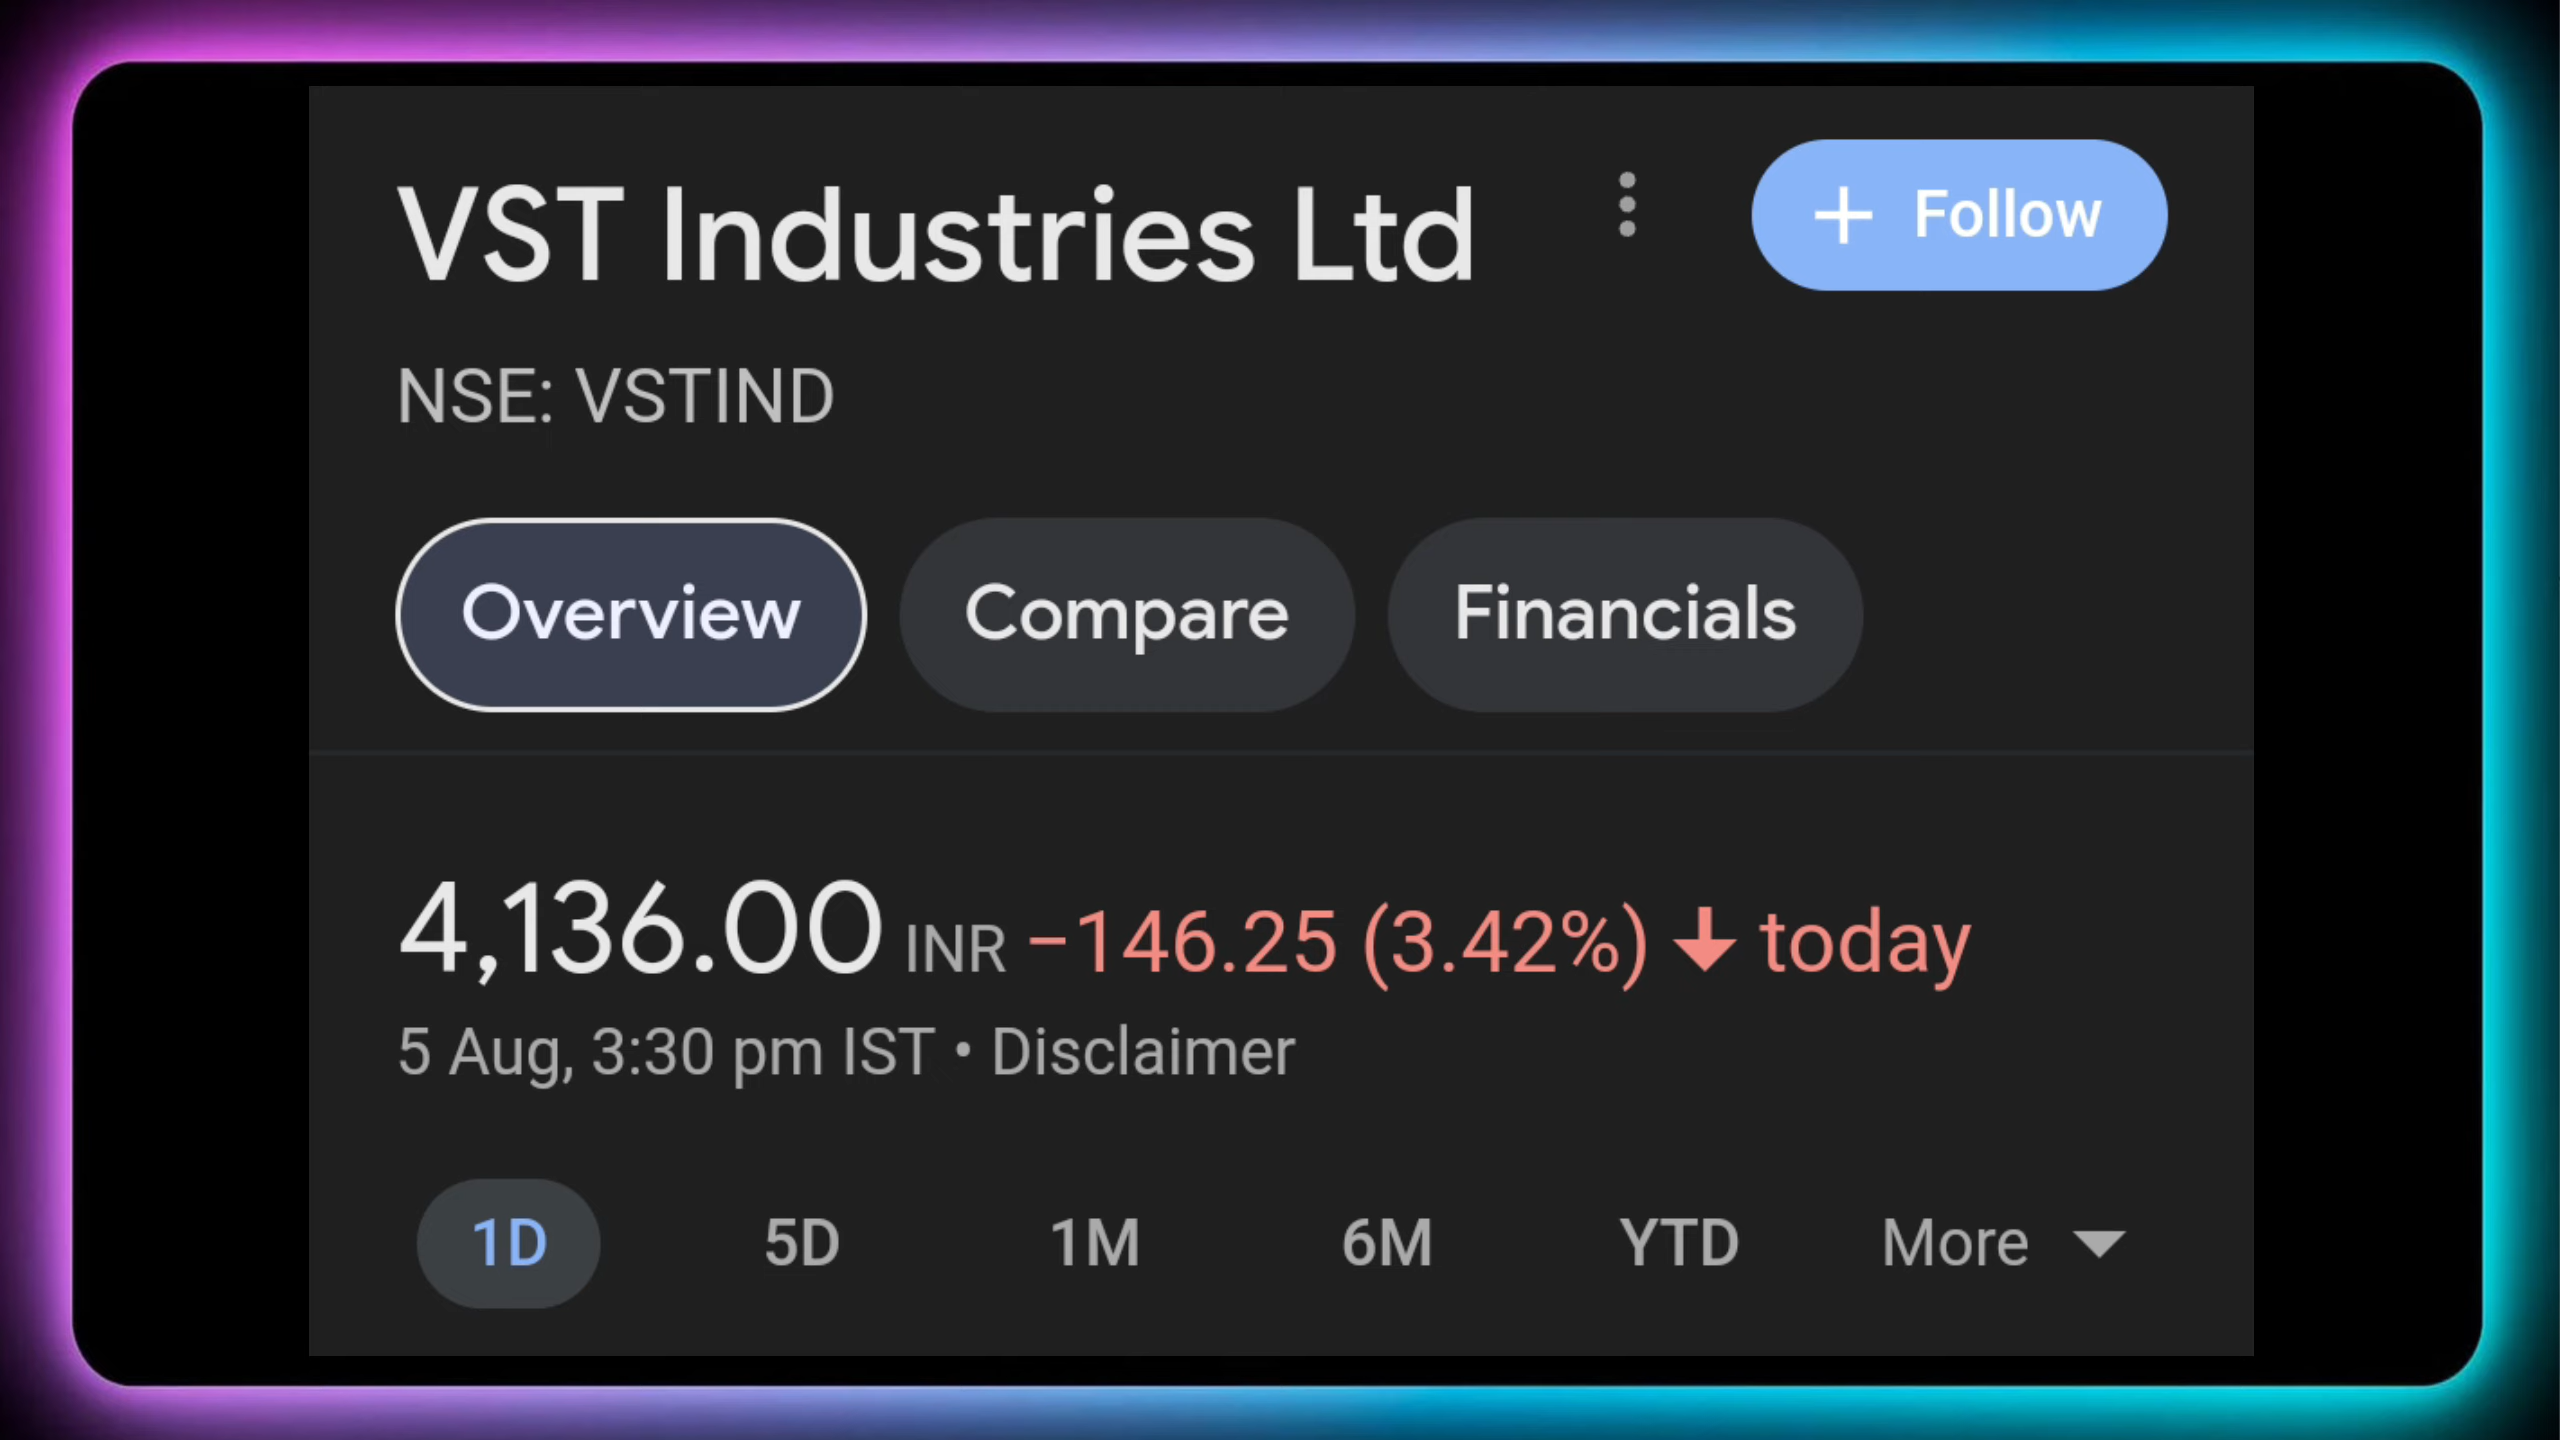 VST Industries Ltd
+ Follow
NSE: VSTIND
Overview Compare Financials
4,136.00 INR −146.25 (3.42%) ↓ today
5 Aug, 3:30 pm IST • Disclaimer
1D 5D 1M 6M YTD More